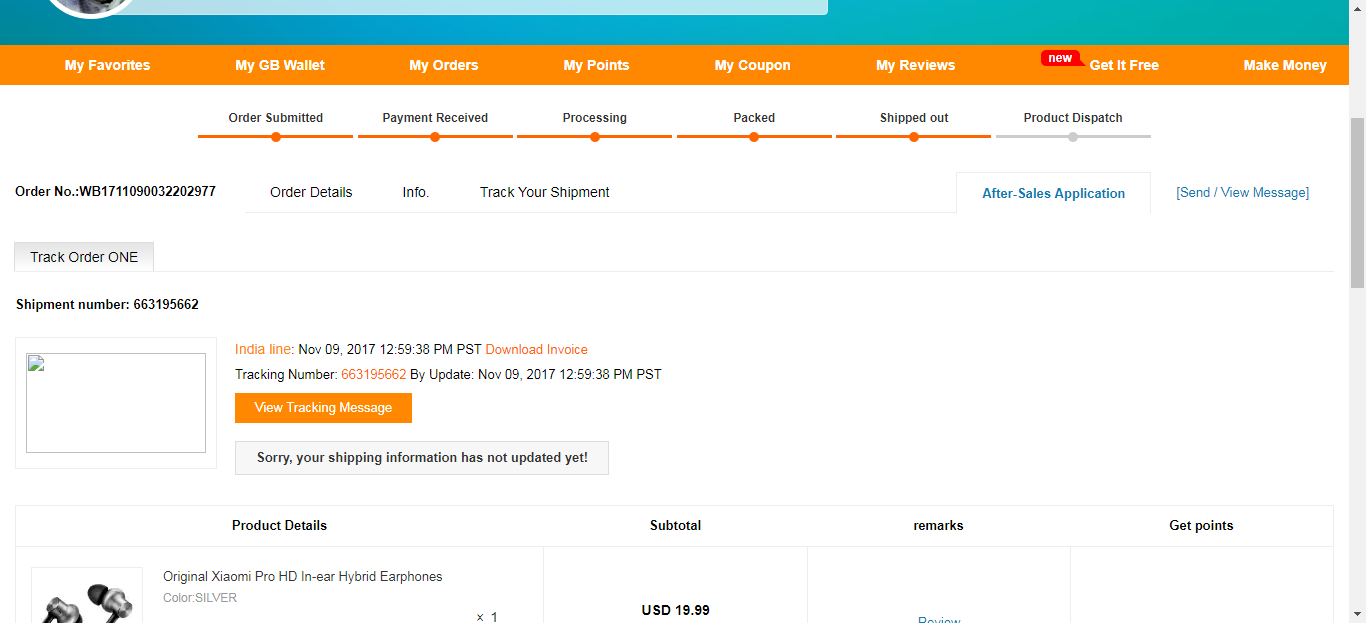 My Favorites My GB Wallet My Orders My Points My Coupon My Reviews new Get It Free Make Money
Order Submitted Payment Received Processing Packed Shipped out Product Dispatch
Order No.:WB1711090032202977 Order Details Info. Track Your Shipment After-Sales Application [Send / View Message]
Track Order ONE
Shipment number: 663195662
India line: Nov 09, 2017 12:59:38 PM PST Download Invoice
Tracking Number: 663195662 By Update: Nov 09, 2017 12:59:38 PM PST
View Tracking Message
Sorry, your shipping information has not updated yet!
Product Details Subtotal remarks Get points
Original Xiaomi Pro HD In-ear Hybrid Earphones
Color:SILVER
× 1 USD 19.99
Review